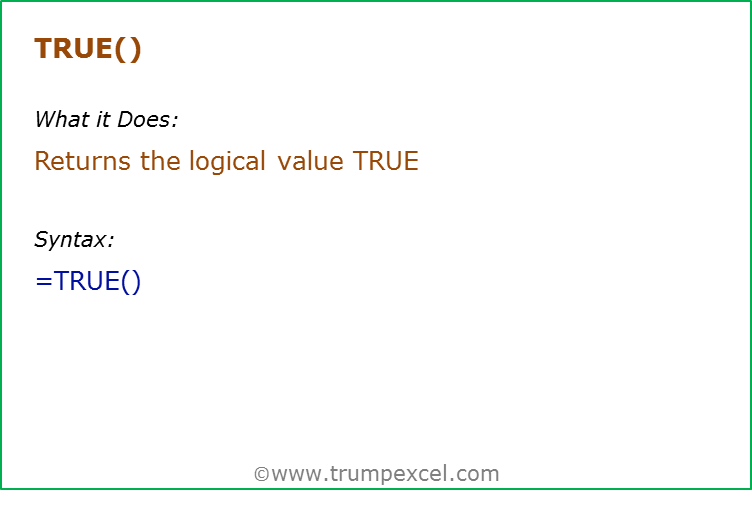 TRUE()
What it Does:
Returns the logical value TRUE
Syntax:
=TRUE()
©www.trumpexcel.com